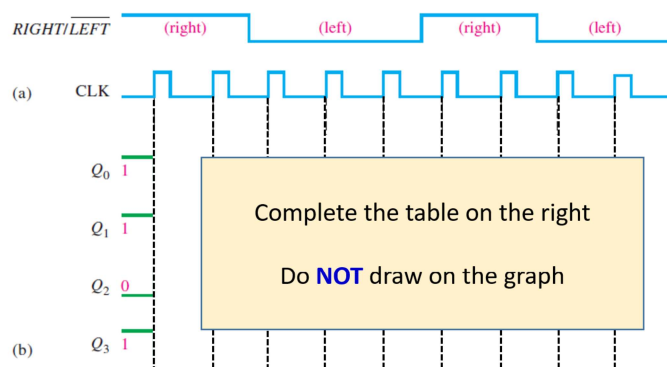 RIGHT/LEFT (right) (left) (right) (left)
(a) CLK
Q0 1
Q1 1
Complete the table on the right
Do NOT draw on the graph
Q2 0
Q3 1
(b)